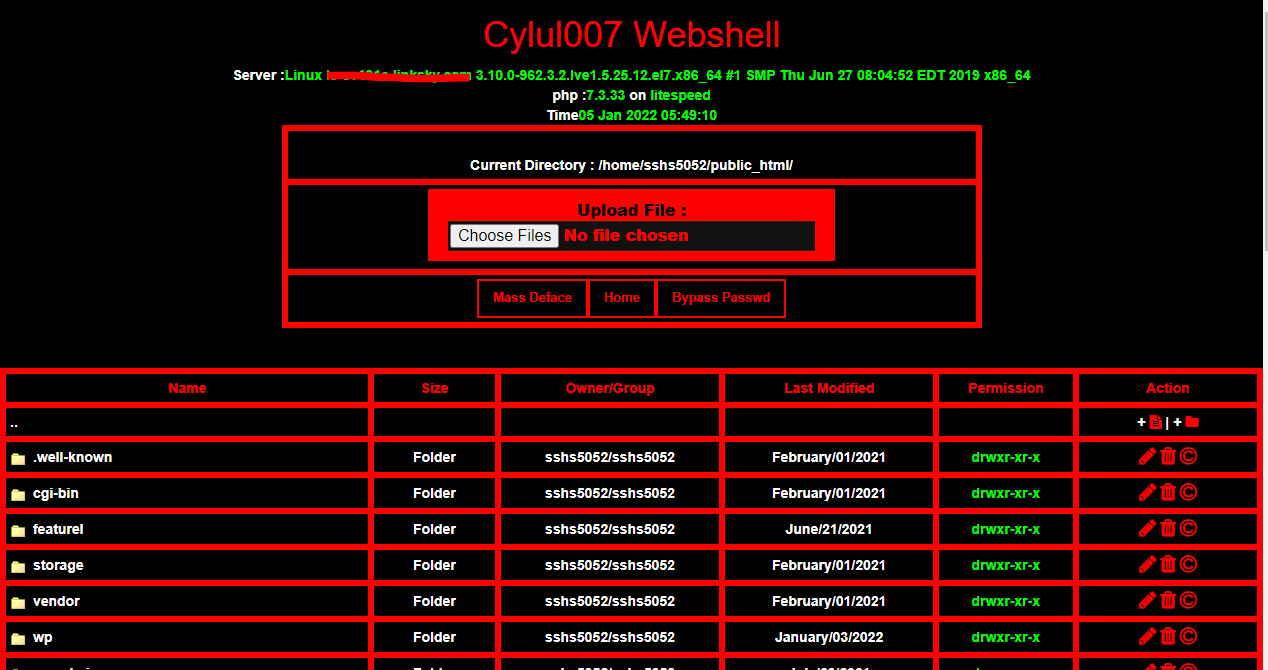 Cylul007 Webshell
Server :Linux 3.10.0-962.3.2.lve1.5.25.12.el7.x86_64 #1 SMP Thu Jun 27 08:04:52 EDT 2019 x86_64
php :7.3.33 on litespeed
Time05 Jan 2022 05:49:10
Current Directory : /home/sshs5052/public_html/
Upload File :
Choose Files No file chosen
Mass Deface Home Bypass Passwd
Name Size Owner/Group Last Modified Permission Action
.. + | +
.well-known Folder sshs5052/sshs5052 February/01/2021 drwxr-xr-x
cgi-bin Folder sshs5052/sshs5052 February/01/2021 drwxr-xr-x
featurel Folder sshs5052/sshs5052 June/21/2021 drwxr-xr-x
storage Folder sshs5052/sshs5052 February/01/2021 drwxr-xr-x
vendor Folder sshs5052/sshs5052 February/01/2021 drwxr-xr-x
wp Folder sshs5052/sshs5052 January/03/2022 drwxr-xr-x